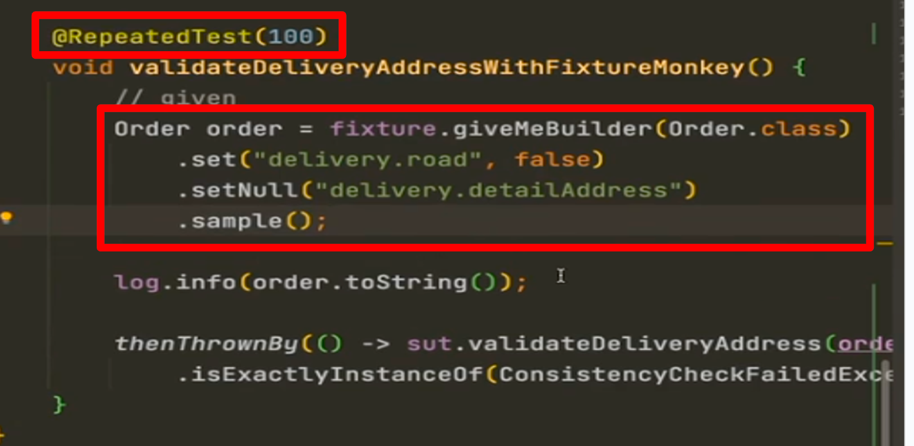 @RepeatedTest(100)
void validateDeliveryAddressWithFixtureMonkey() {
// given
Order order = fixture.giveMeBuilder(Order.class)
.set("delivery.road", false)
.setNull("delivery.detailAddress")
.sample();
log.info(order.toString());
thenThrownBy(() -> sut.validateDeliveryAddress(orde
.isExactlyInstanceOf(ConsistencyCheckFailedExce
}